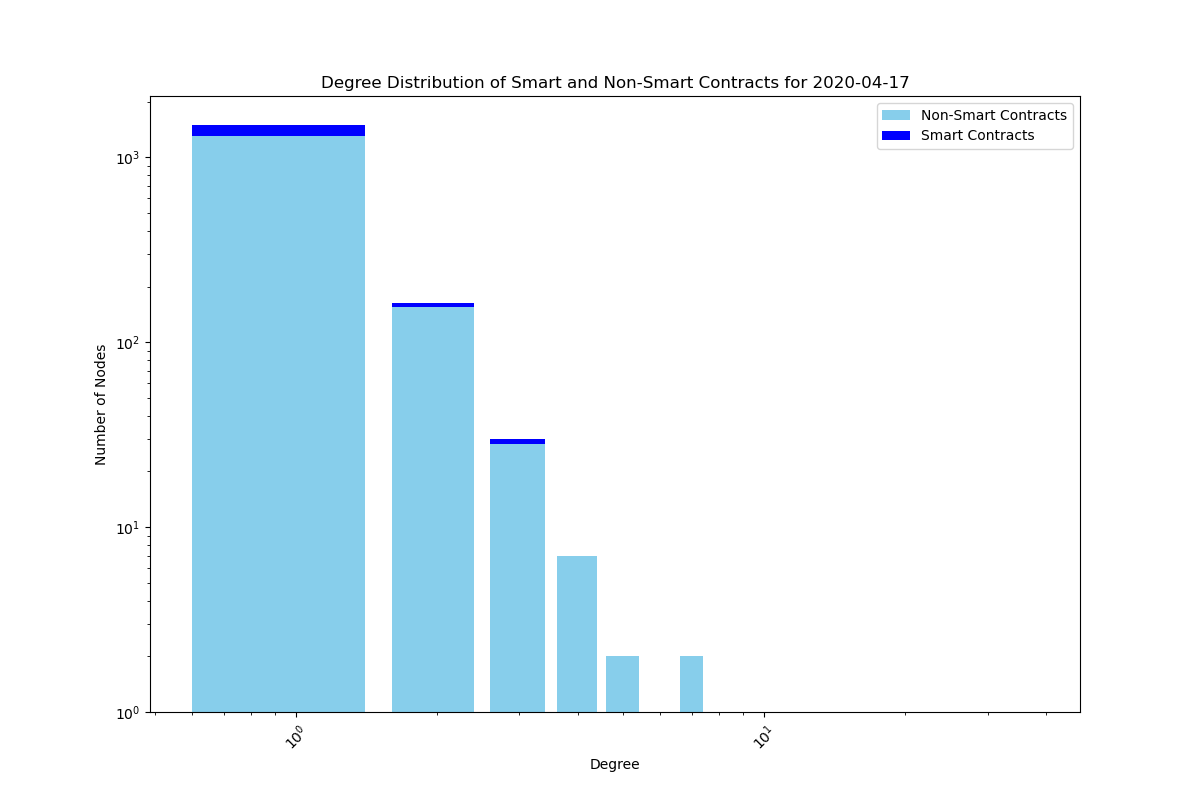 Degree Distribution of Smart and Non-Smart Contracts for 2020-04-17
Non-Smart Contracts
Smart Contracts
Number of Nodes
10³
10²
10¹
10⁰
10⁰
10¹
Degree